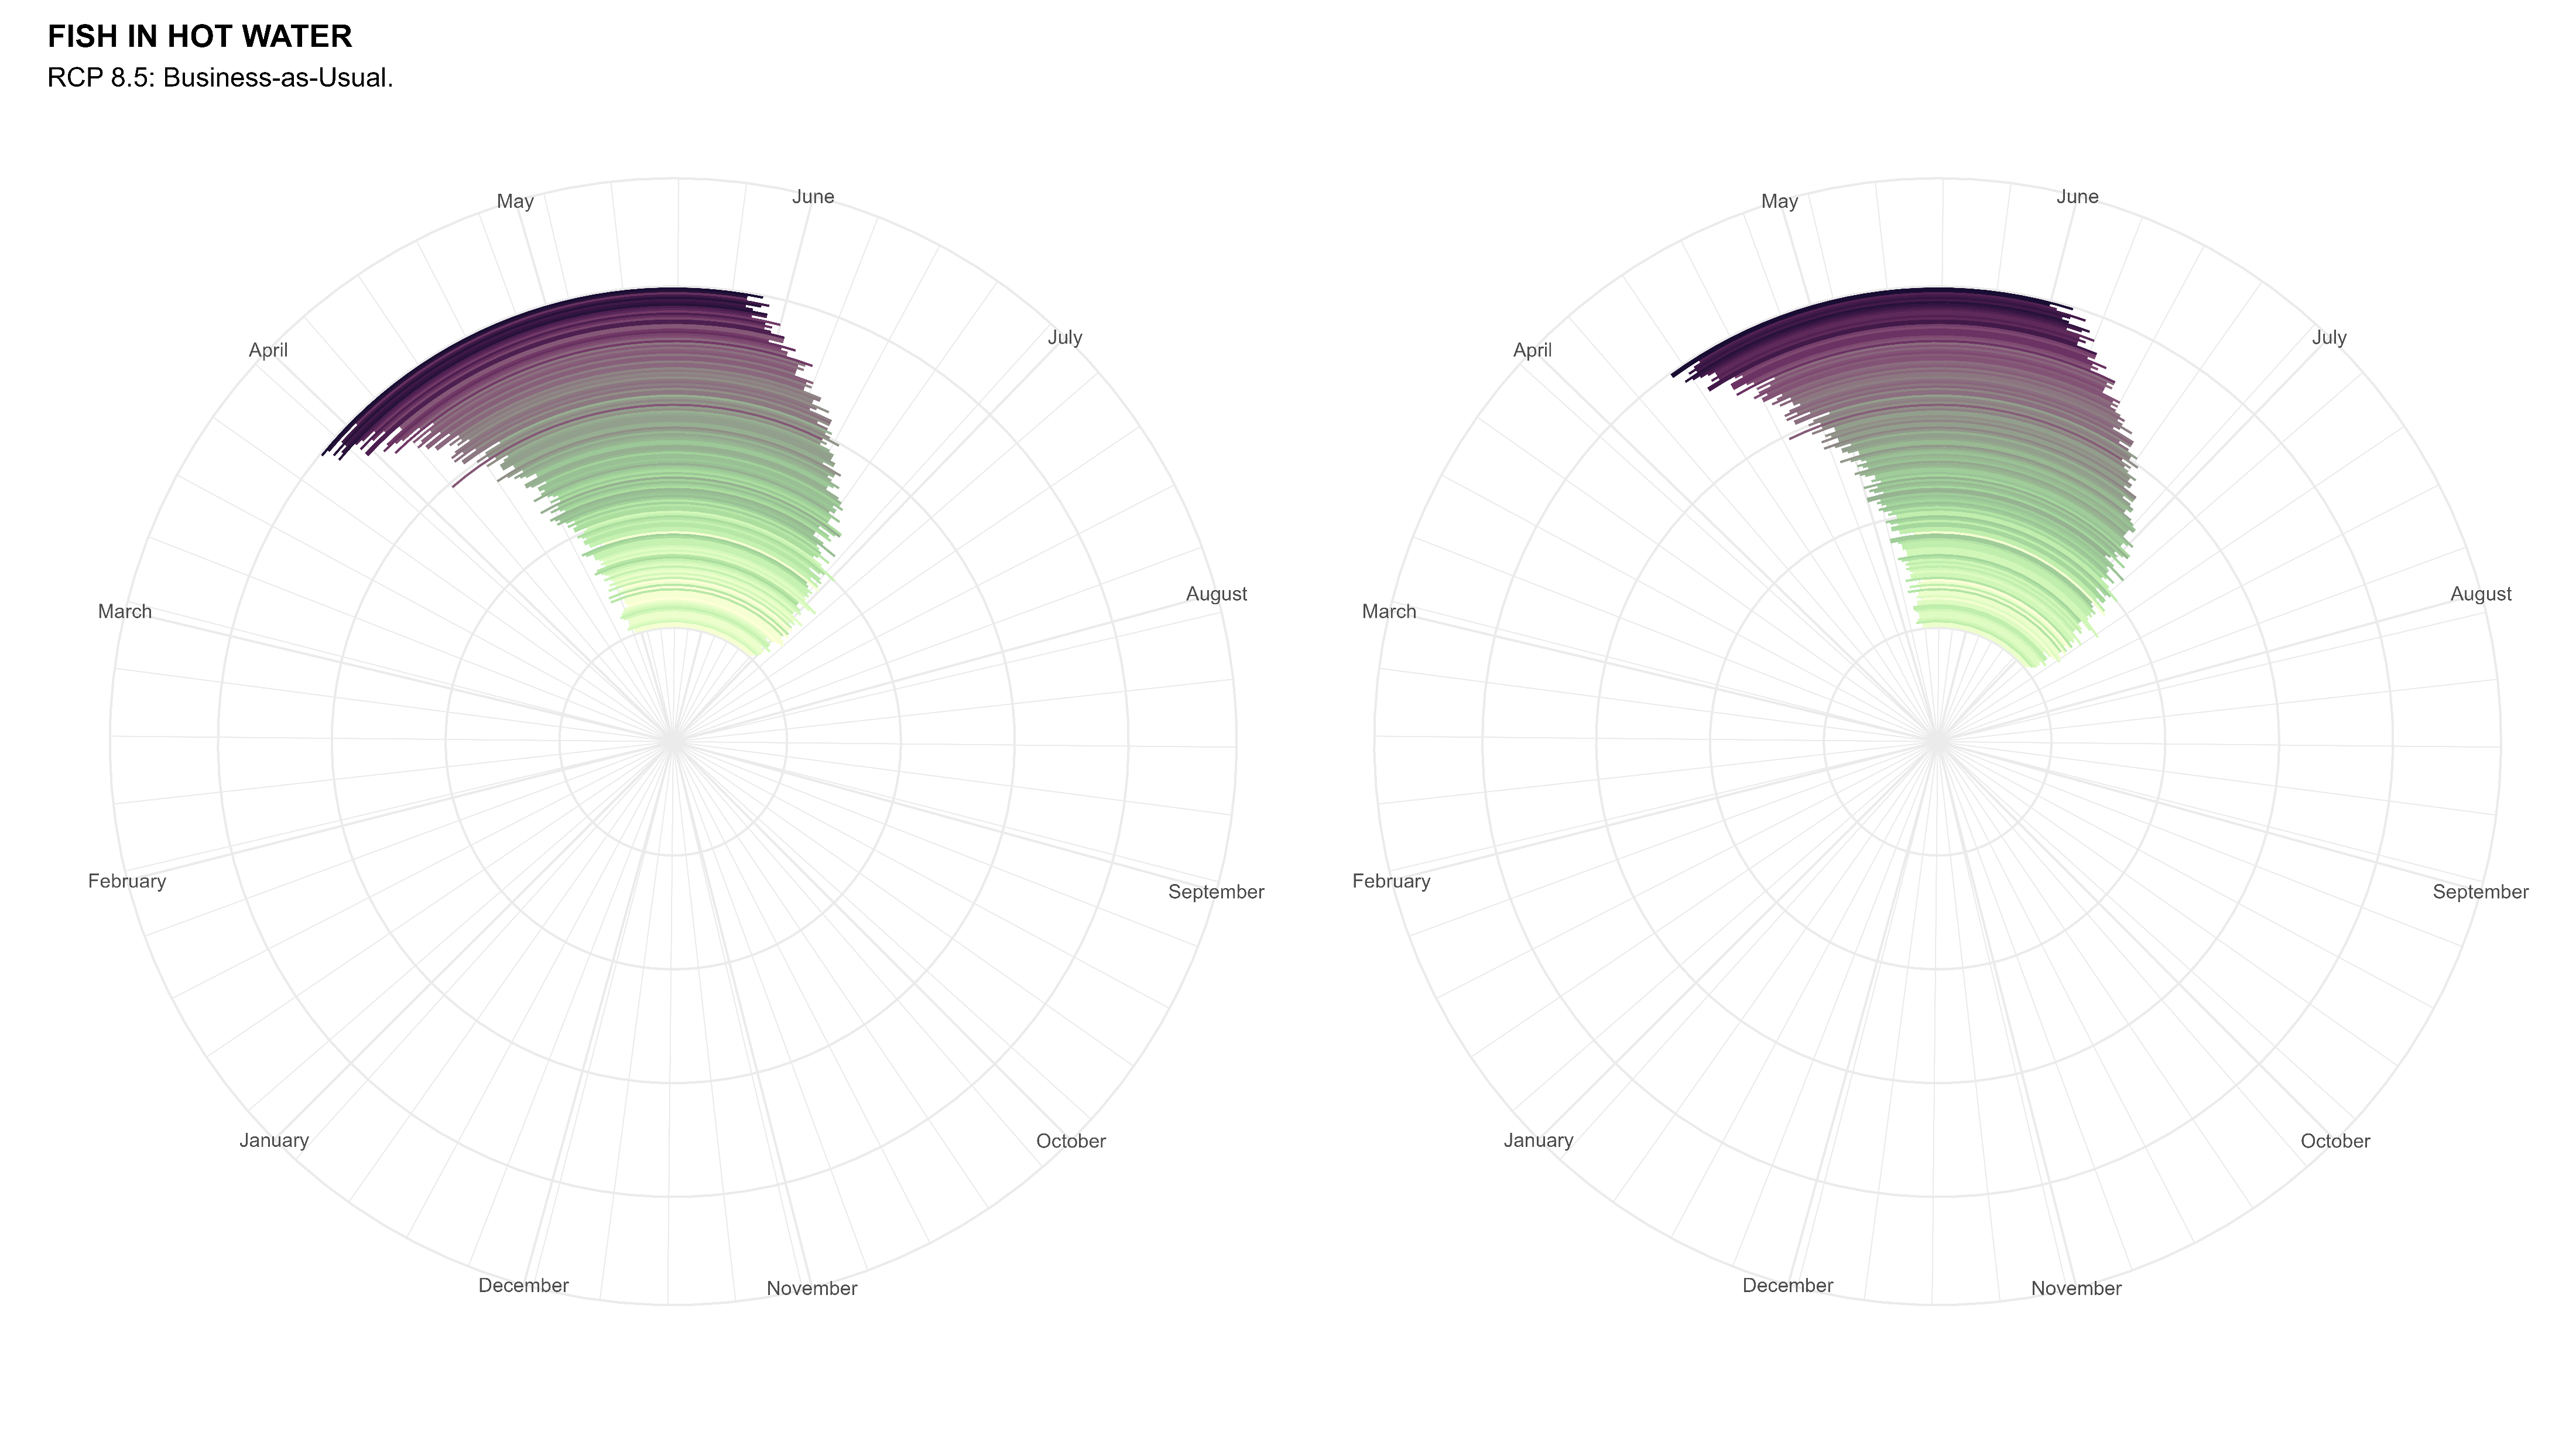 FISH IN HOT WATER
RCP 8.5: Business-as-Usual.
May
June
April
July
March
August
February
September
January
October
December
November
May
June
April
July
March
August
February
September
January
October
December
November